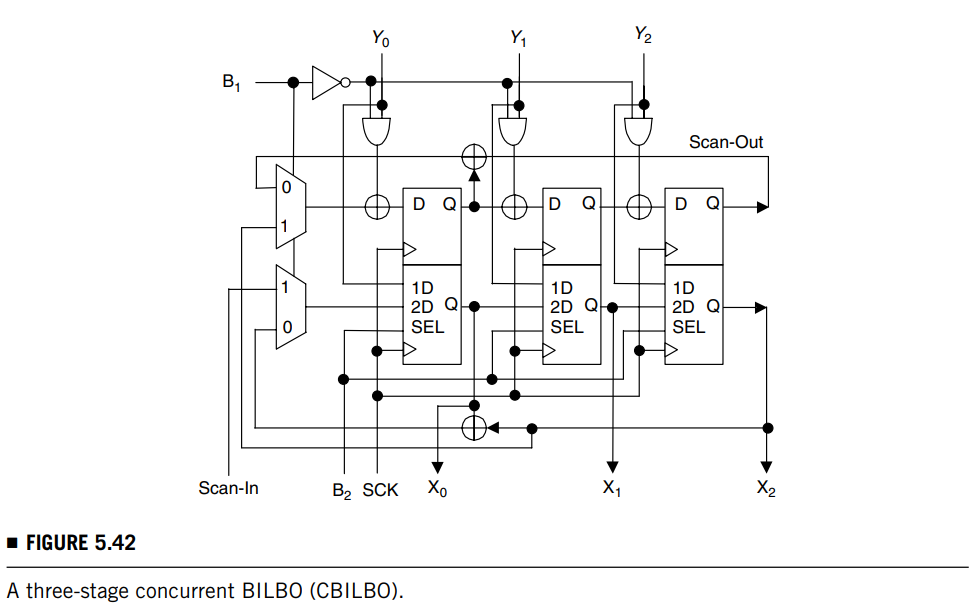 Y0 Y1 Y2
B1
Scan-Out
0
D Q D Q D Q
1
1
1D 1D 1D
2D Q 2D Q 2D Q
0
SEL SEL SEL
Scan-In B2 SCK X0 X1 X2
■ FIGURE 5.42
A three-stage concurrent BILBO (CBILBO).